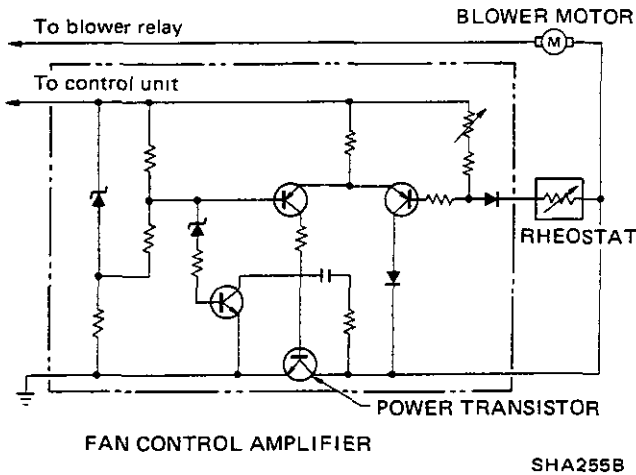 BLOWER MOTOR
To blower relay
M
To control unit
RHEOSTAT
POWER TRANSISTOR
FAN CONTROL AMPLIFIER
SHA255B